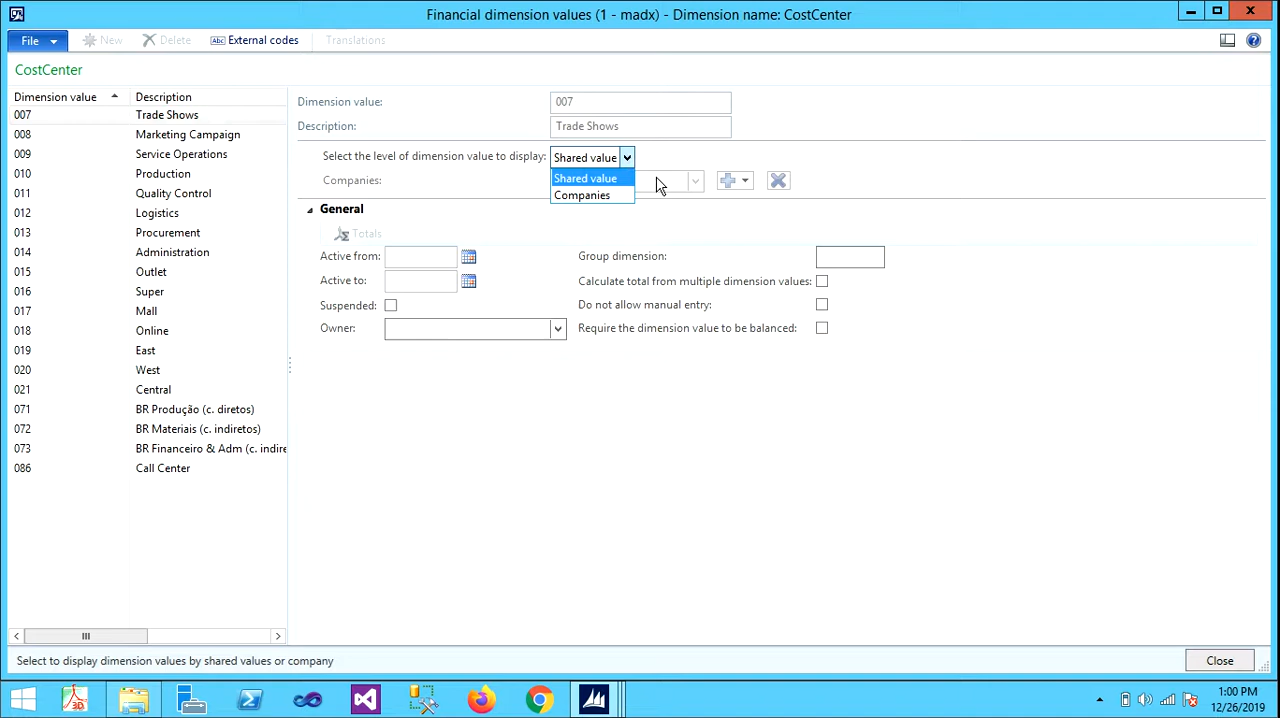 Financial dimension values (1 - madx) - Dimension name: CostCenter
File New Delete Abc External codes Translations
CostCenter
Dimension value Description
007 Trade Shows
008 Marketing Campaign
009 Service Operations
010 Production
011 Quality Control
012 Logistics
013 Procurement
014 Administration
015 Outlet
016 Super
017 Mall
018 Online
019 East
020 West
021 Central
071 BR Produção (c. diretos)
072 BR Materiais (c. indiretos)
073 BR Financeiro & Adm (c. indire
086 Call Center
Dimension value: 007
Description: Trade Shows
Select the level of dimension value to display: Shared value
Shared value
Companies
Companies:
General
Totals
Active from:
Active to:
Suspended:
Owner:
Group dimension:
Calculate total from multiple dimension values:
Do not allow manual entry:
Require the dimension value to be balanced:
Select to display dimension values by shared values or company
Close
1:00 PM
12/26/2019